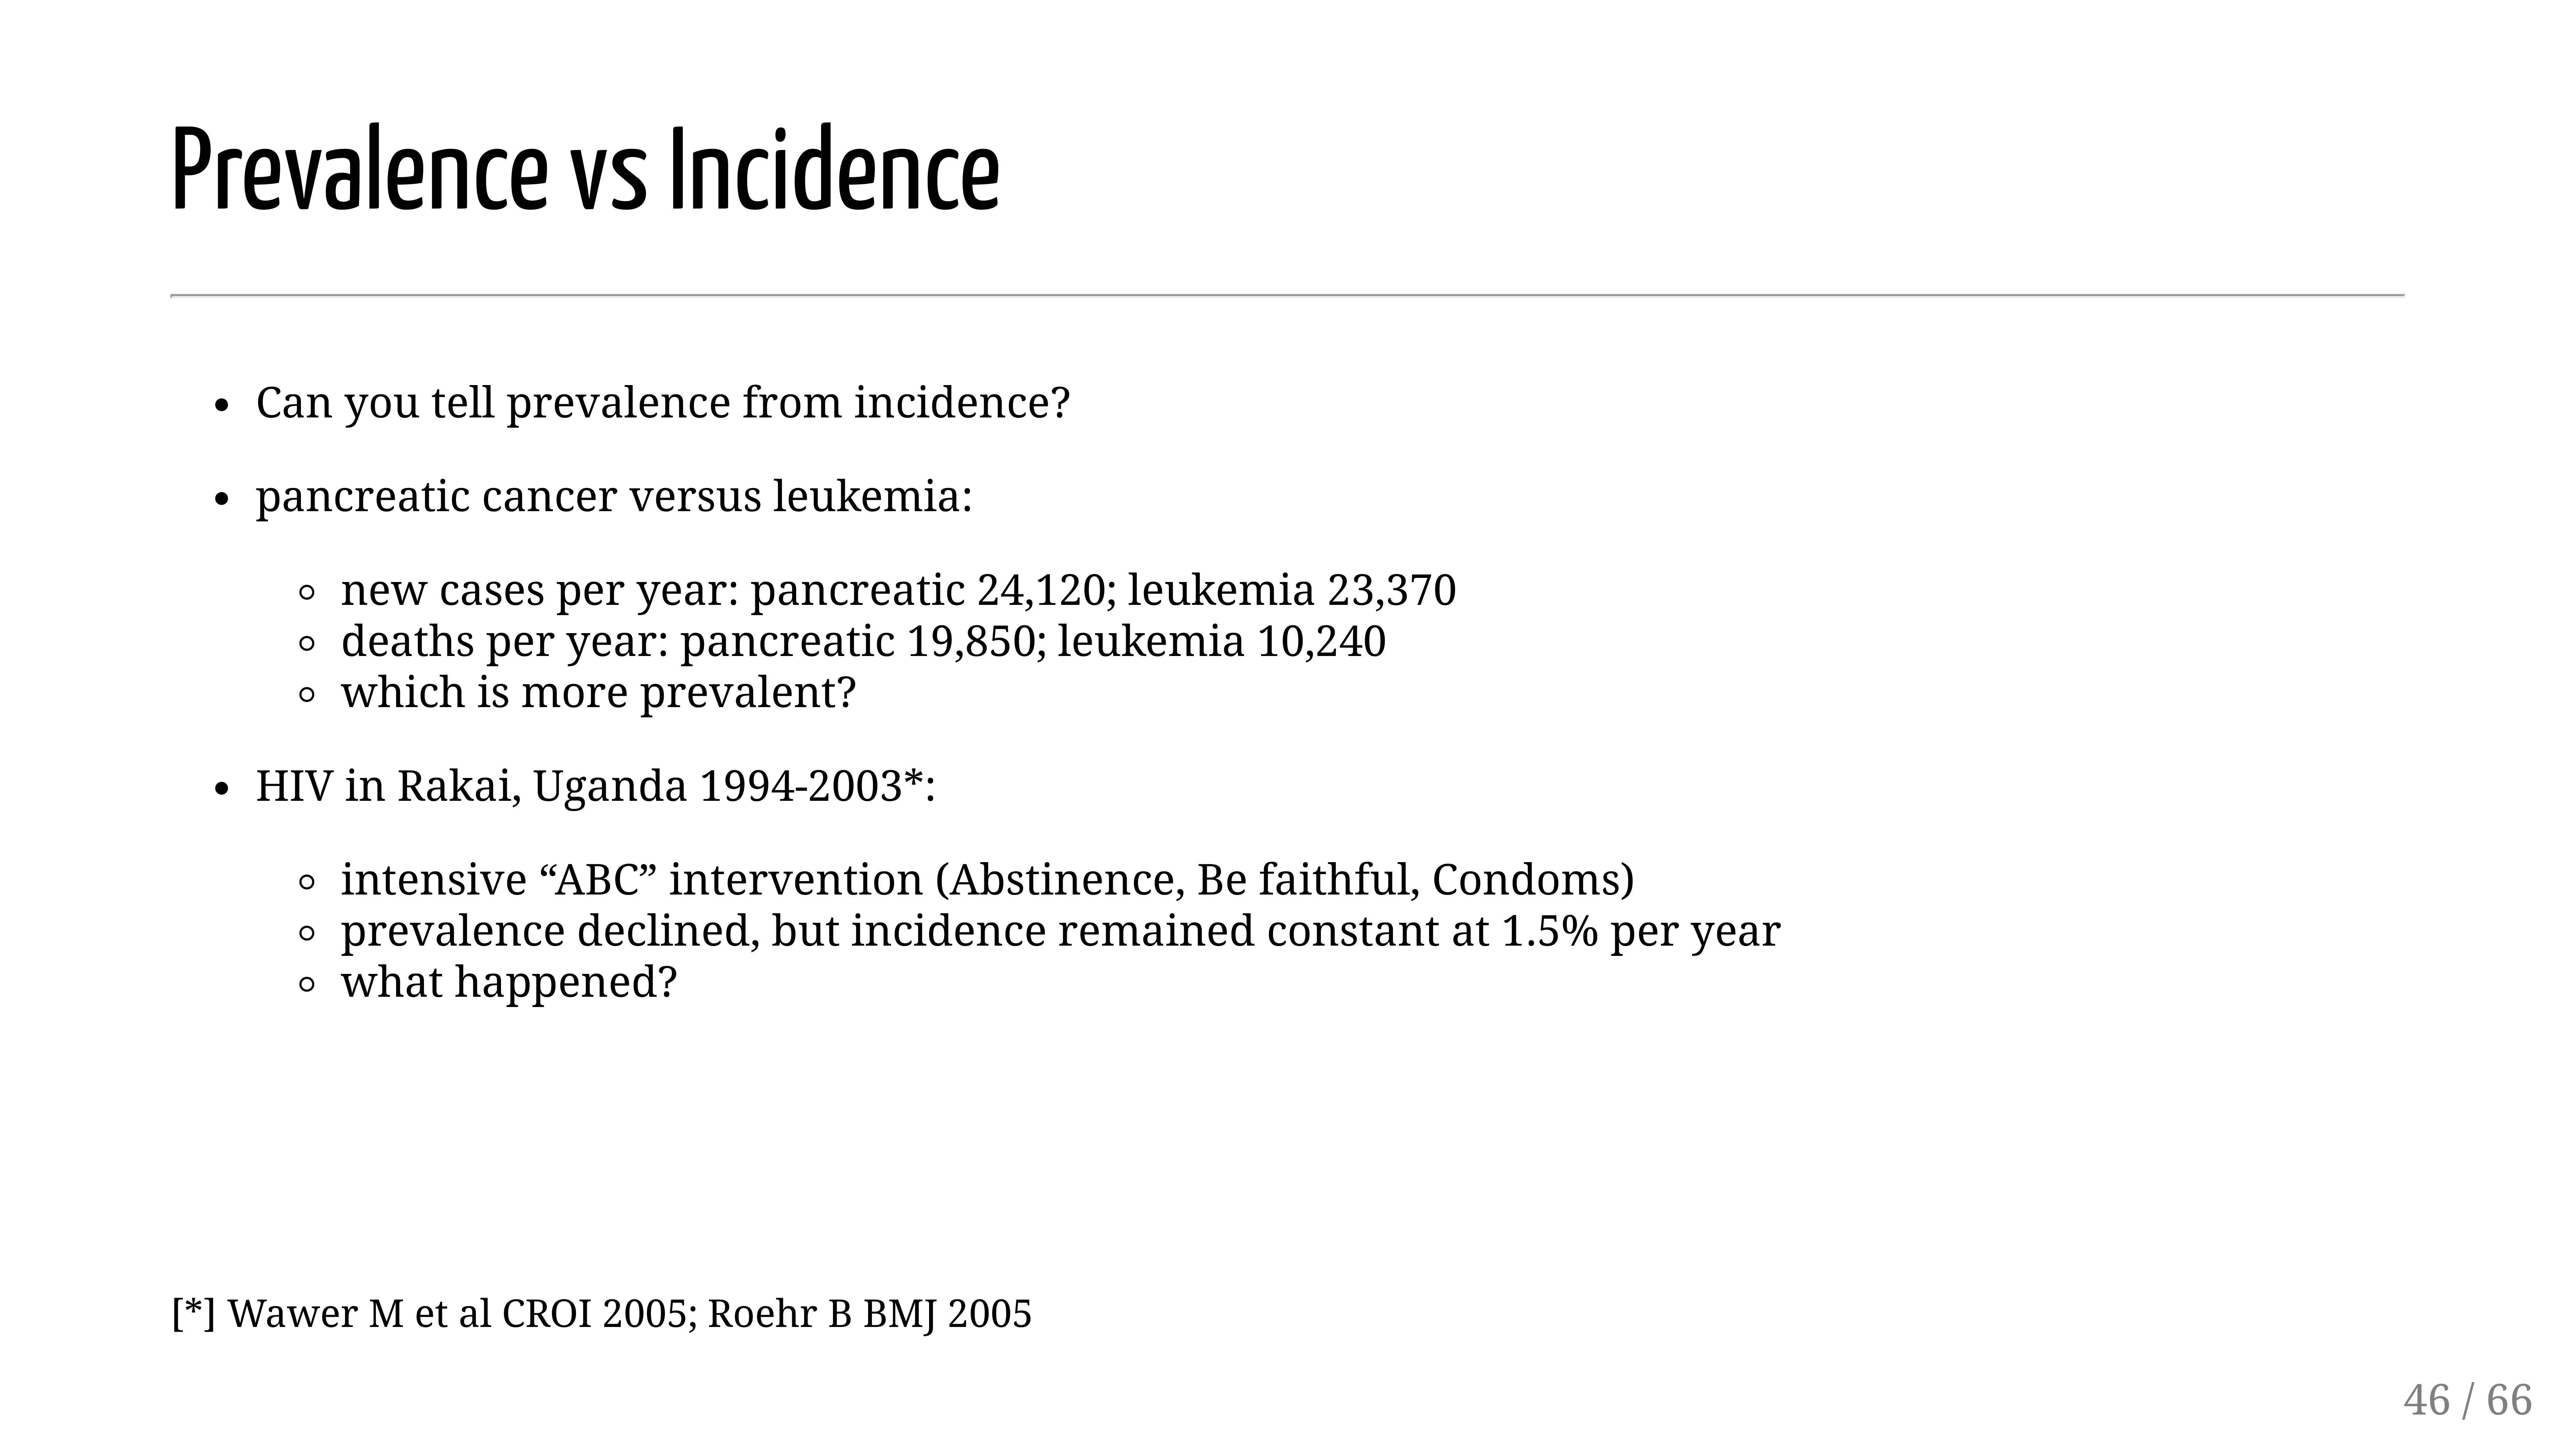 Prevalence vs Incidence
• Can you tell prevalence from incidence?
• pancreatic cancer versus leukemia:
◦ new cases per year: pancreatic 24,120; leukemia 23,370
◦ deaths per year: pancreatic 19,850; leukemia 10,240
◦ which is more prevalent?
• HIV in Rakai, Uganda 1994-2003*:
◦ intensive “ABC” intervention (Abstinence, Be faithful, Condoms)
◦ prevalence declined, but incidence remained constant at 1.5% per year
◦ what happened?
[*] Wawer M et al CROI 2005; Roehr B BMJ 2005
46 / 66